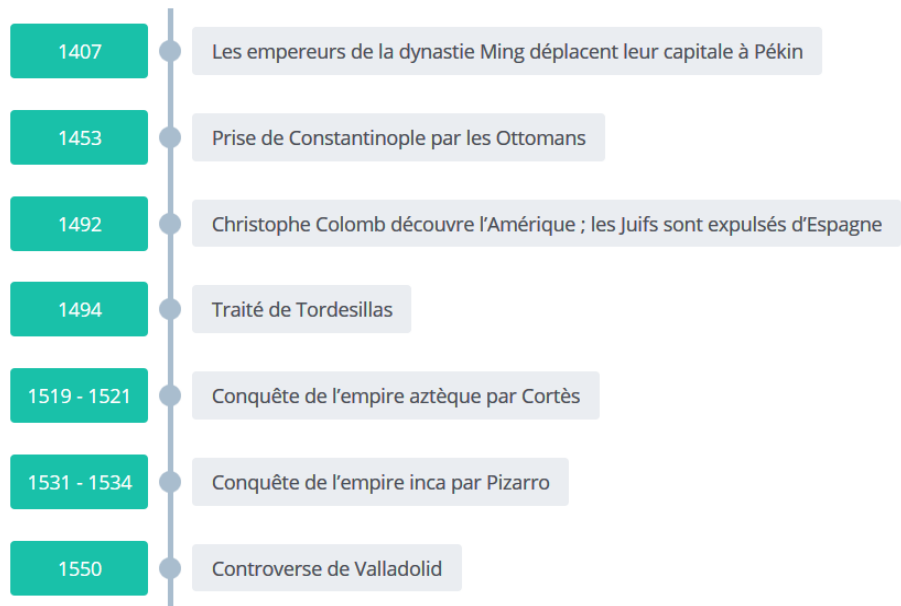 1407 Les empereurs de la dynastie Ming déplacent leur capitale à Pékin
1453 Prise de Constantinople par les Ottomans
1492 Christophe Colomb découvre l’Amérique ; les Juifs sont expulsés d’Espagne
1494 Traité de Tordesillas
1519 - 1521 Conquête de l’empire aztèque par Cortès
1531 - 1534 Conquête de l’empire inca par Pizarro
1550 Controverse de Valladolid